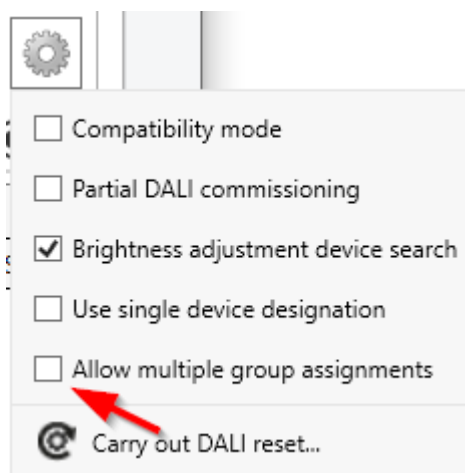 Compatibility mode
Partial DALI commissioning
Brightness adjustment device search
Use single device designation
Allow multiple group assignments
Carry out DALI reset...